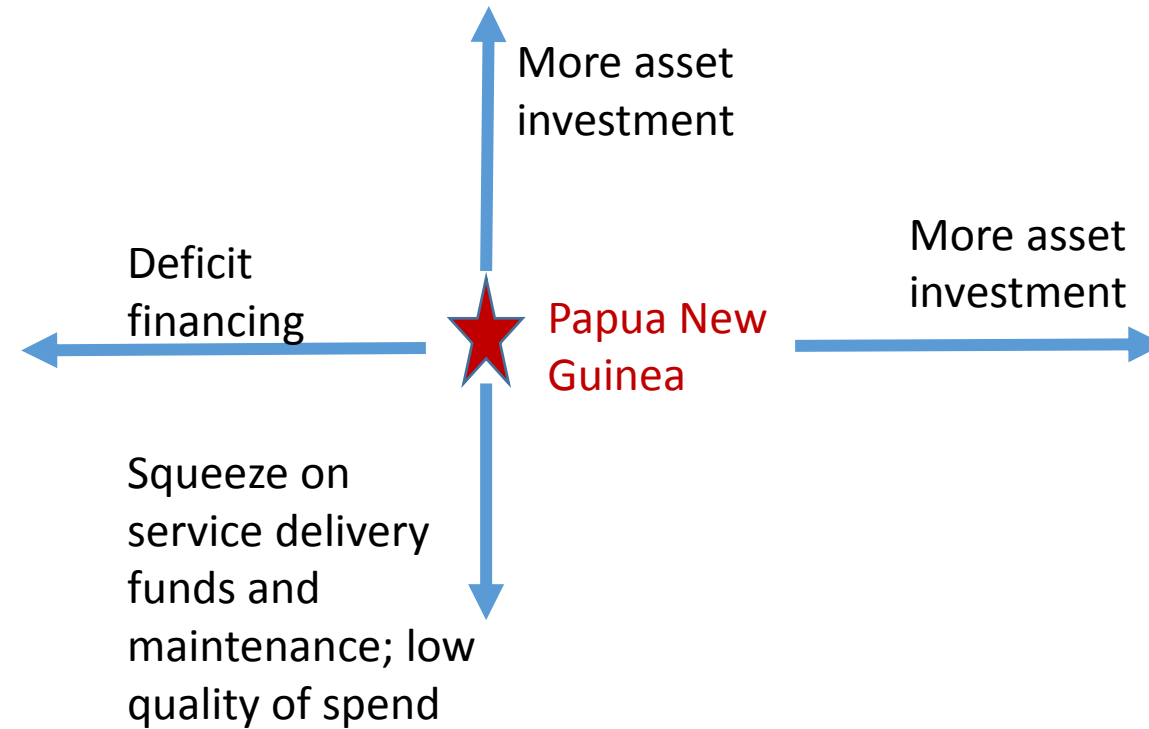 More asset
investment
Deficit
financing
More asset
investment
Papua New
Guinea
Squeeze on
service delivery
funds and
maintenance; low
quality of spend